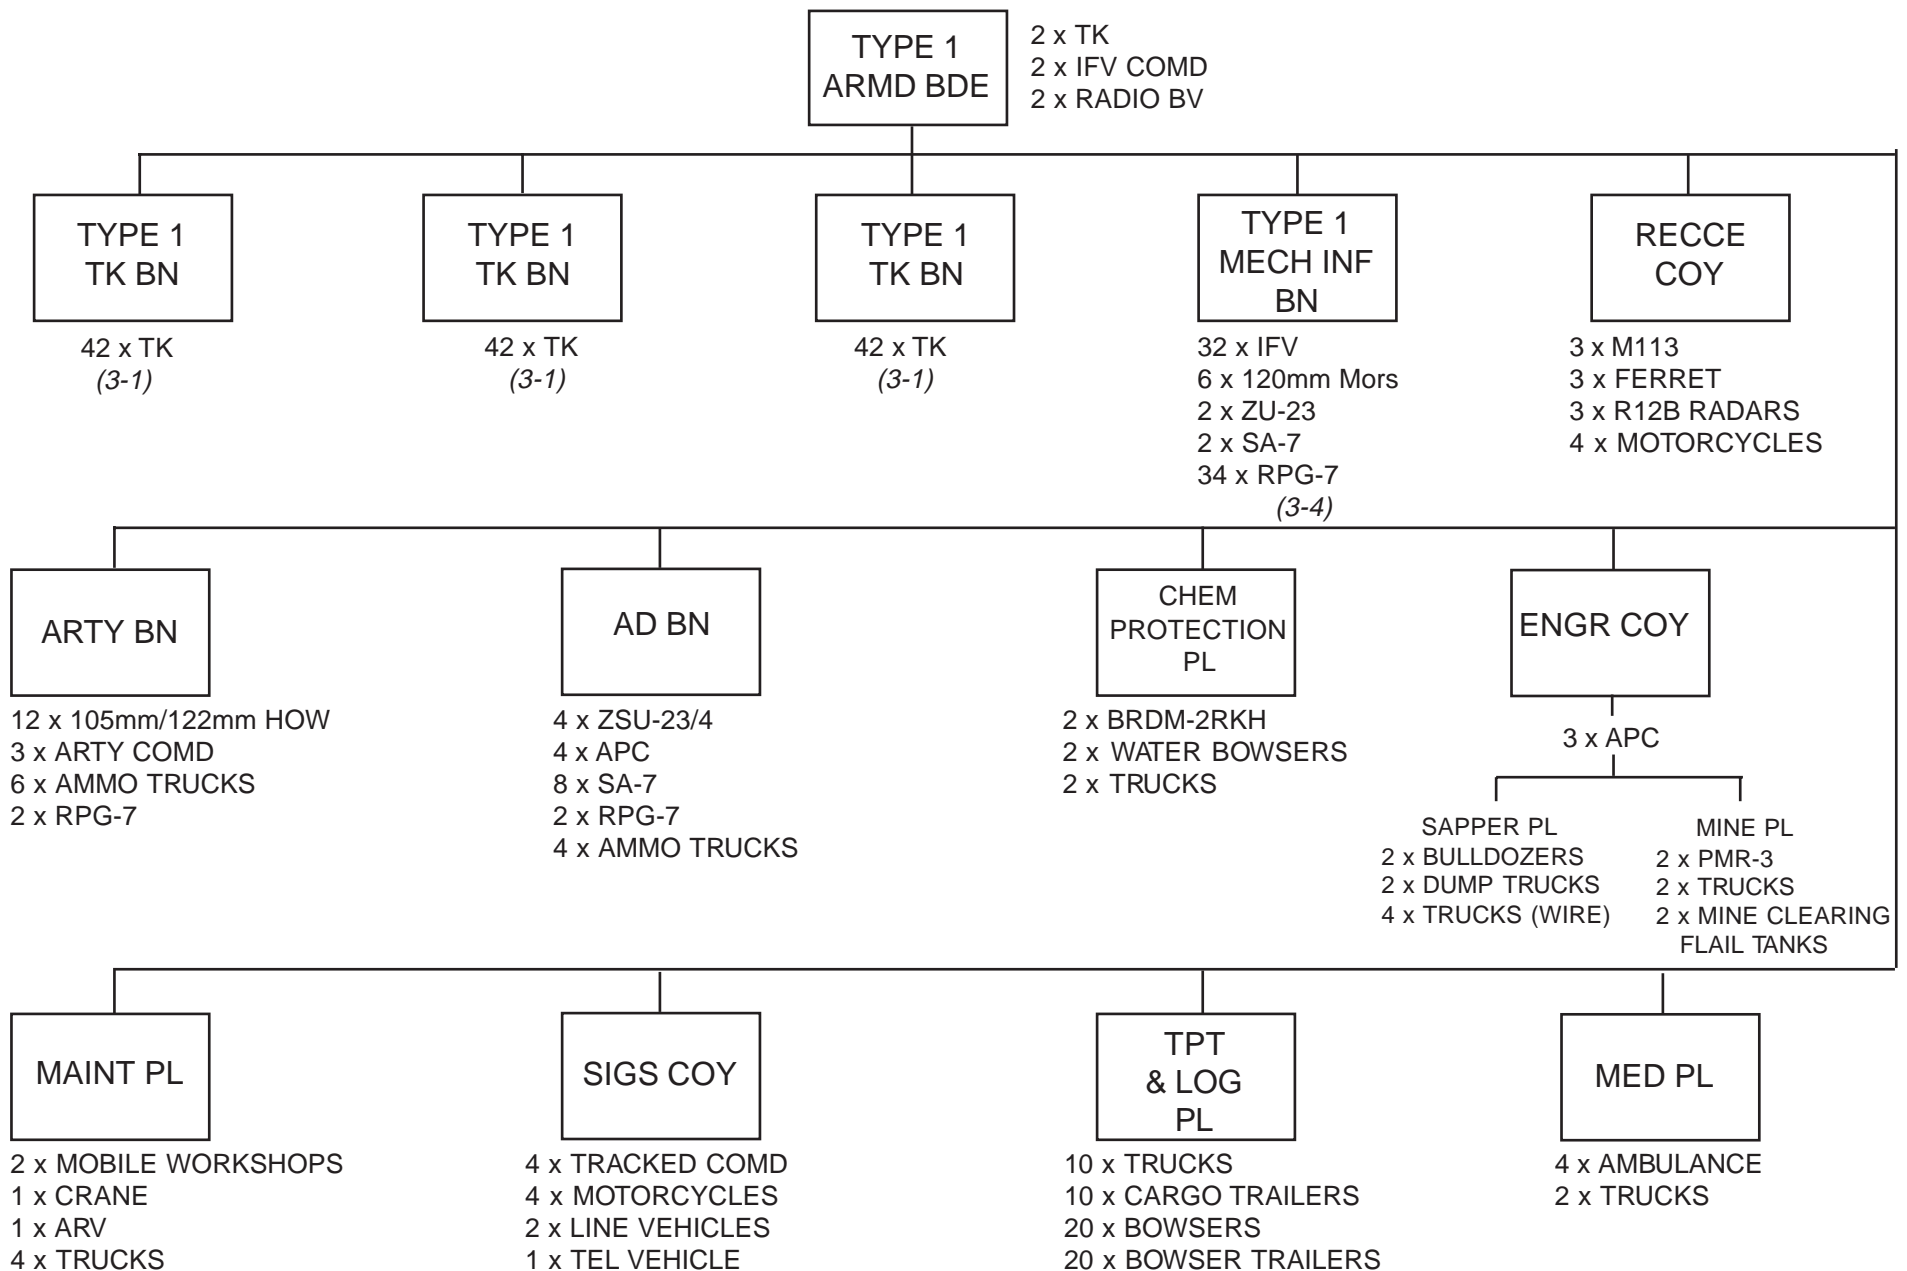 TYPE 1
ARMD BDE
2 x TK
2 x IFV COMD
2 x RADIO BV
TYPE 1
TK BN
42 x TK
(3-1)
TYPE 1
TK BN
42 x TK
(3-1)
TYPE 1
TK BN
42 x TK
(3-1)
TYPE 1
MECH INF
BN
32 x IFV
6 x 120mm Mors
2 x ZU-23
2 x SA-7
34 x RPG-7
(3-4)
RECCE
COY
3 x M113
3 x FERRET
3 x R12B RADARS
4 x MOTORCYCLES
ARTY BN
12 x 105mm/122mm HOW
3 x ARTY COMD
6 x AMMO TRUCKS
2 x RPG-7
AD BN
4 x ZSU-23/4
4 x APC
8 x SA-7
2 x RPG-7
4 x AMMO TRUCKS
CHEM
PROTECTION
PL
2 x BRDM-2RKH
2 x WATER BOWSERS
2 x TRUCKS
ENGR COY
3 x APC
SAPPER PL
2 x BULLDOZERS
2 x DUMP TRUCKS
4 x TRUCKS (WIRE)
MINE PL
2 x PMR-3
2 x TRUCKS
2 x MINE CLEARING
FLAIL TANKS
MAINT PL
2 x MOBILE WORKSHOPS
1 x CRANE
1 x ARV
4 x TRUCKS
SIGS COY
4 x TRACKED COMD
4 x MOTORCYCLES
2 x LINE VEHICLES
1 x TEL VEHICLE
TPT
& LOG
PL
10 x TRUCKS
10 x CARGO TRAILERS
20 x BOWSERS
20 x BOWSER TRAILERS
MED PL
4 x AMBULANCE
2 x TRUCKS